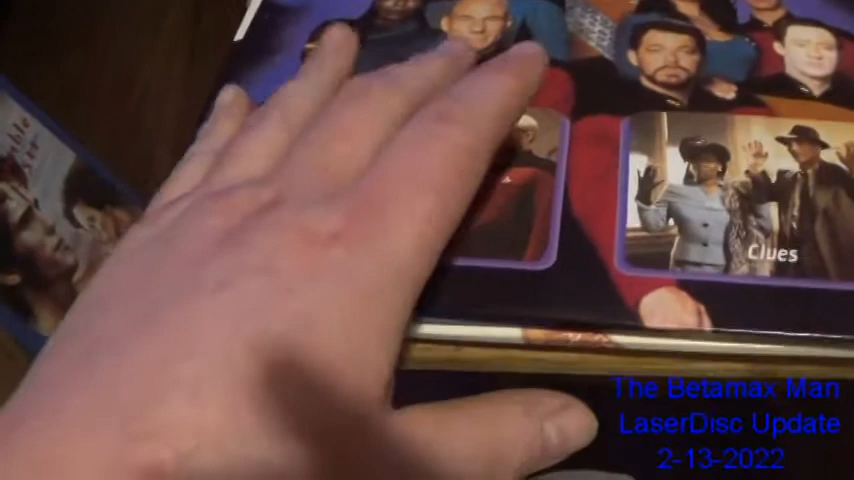 Clues
The Betamax Man
LaserDisc Update
2-13-2022